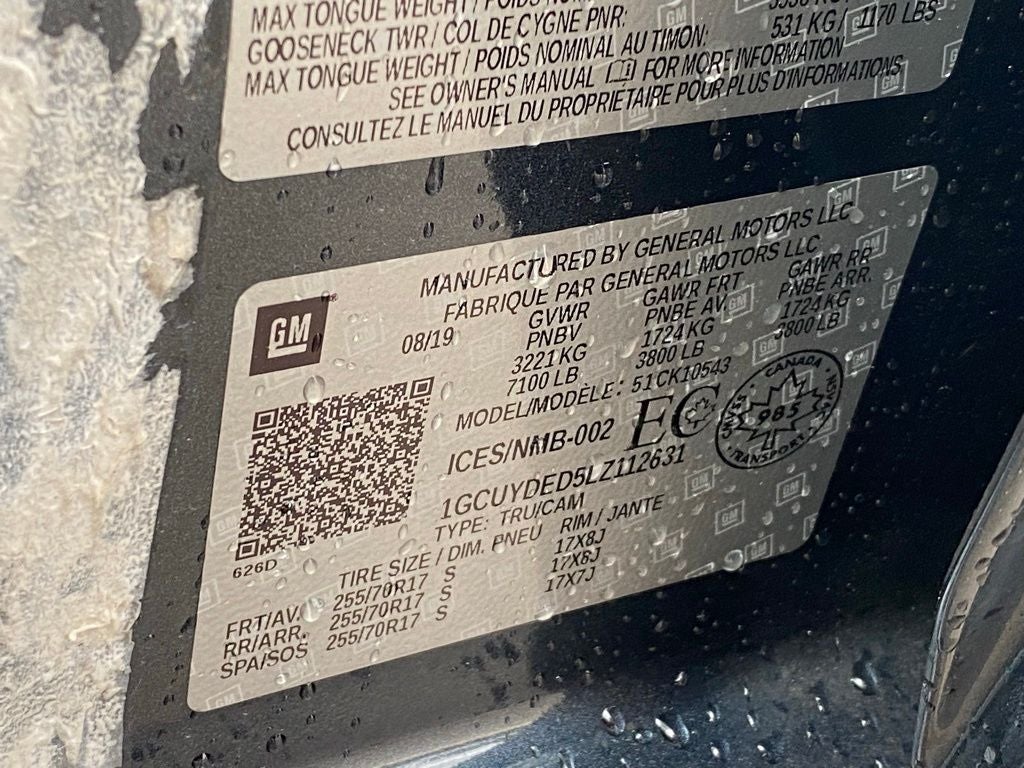 MAX TONGUE WEIGHT / POIDS
GOOSENECK TWR / COL DE CYGNE PNR:
MAX TONGUE WEIGHT / POIDS NOMINAL AU TIMON: 531 KG / 1170 LBS
SEE OWNER'S MANUAL FOR MORE INFORMATION
CONSULTEZ LE MANUEL DU PROPRIÉTAIRE POUR PLUS D'INFORMATIONS
MANUFACTURED BY GENERAL MOTORS LLC
FABRIQUE PAR GENERAL MOTORS LLC
GM
08/19
GVWR GAWR FRT GAWR RR
PNBV PNBE AV. PNBE ARR.
3221 KG 1724 KG 1724 KG
7100 LB 3800 LB 3800 LB
MODEL/MODÈLE: 51CK10543
ICES/NMB-002 EC
CANADA
985
TRANSPORT
1GCUYDED5LZ112631
TYPE: TRU/CAM
626D
TIRE SIZE / DIM. PNEU RIM / JANTE
FRT/AV. 255/70R17 S 17X8J
RR/ARR. 255/70R17 S 17X8J
SPA/SOS 255/70R17 S 17X7J